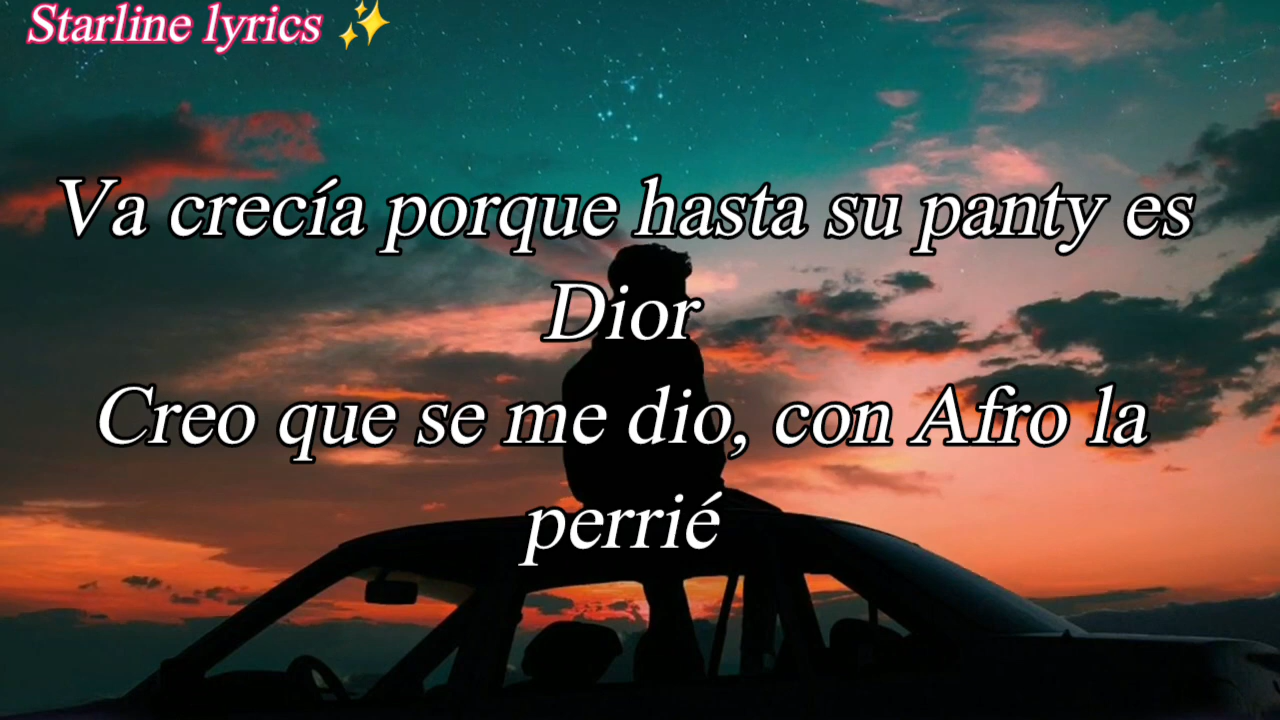 Starline lyrics ✨
Va crecía porque hasta su panty es
Dior
Creo que se me dio, con Afro la
perrié